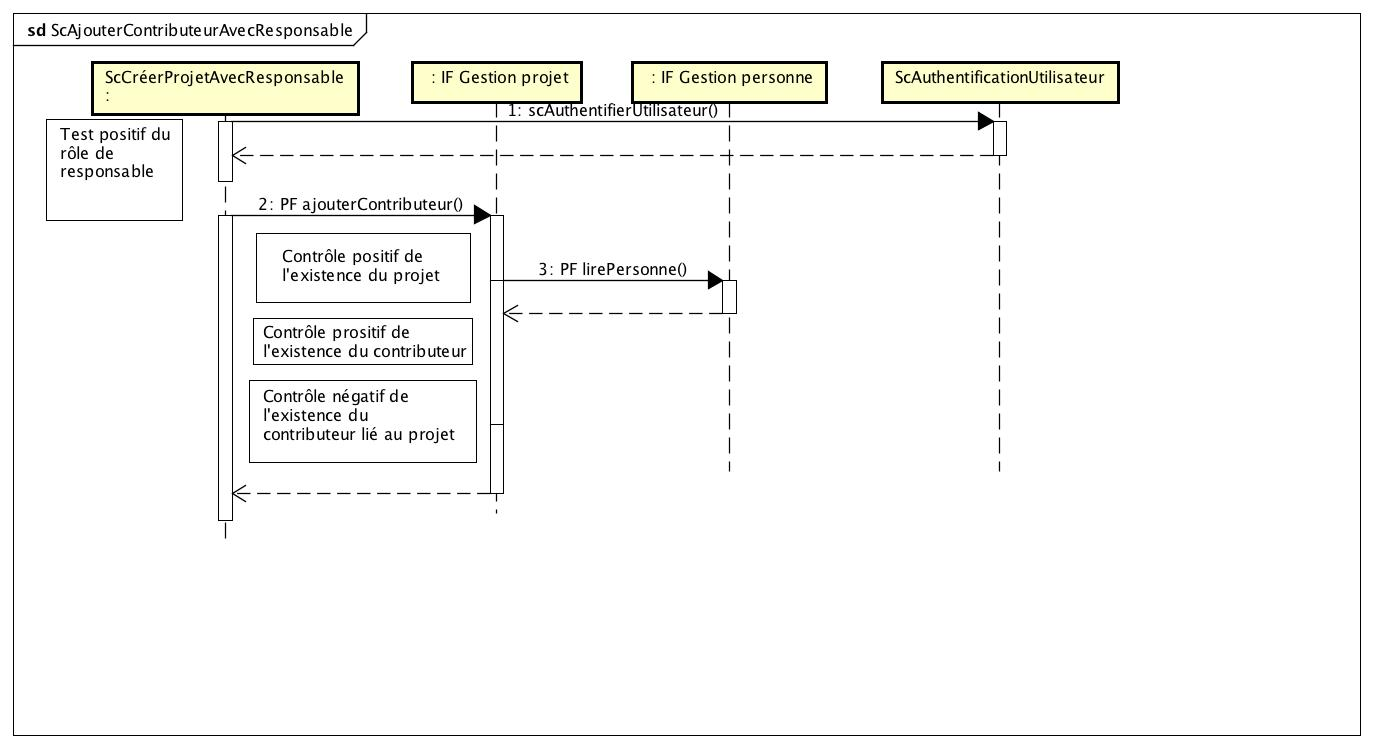 sd ScAjouterContributeurAvecResponsable
ScCréerProjetAvecResponsable
:
: IF Gestion projet
: IF Gestion personne
ScAuthentificationUtilisateur
1: scAuthentifierUtilisateur()
Test positif du
rôle de
responsable
2: PF ajouterContributeur()
Contrôle positif de
l'existence du projet
3: PF lirePersonne()
Contrôle prositif de
l'existence du contributeur
Contrôle négatif de
l'existence du
contributeur lié au projet